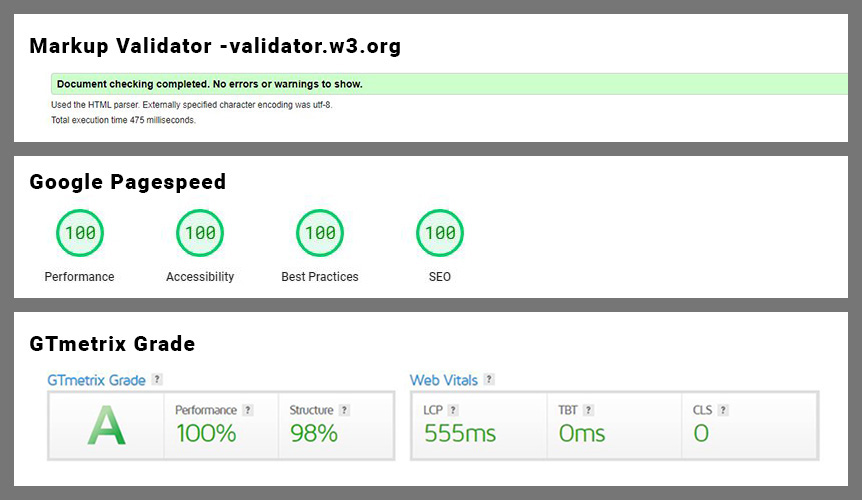 Markup Validator -validator.w3.org
Document checking completed. No errors or warnings to show.
Used the HTML parser. Externally specified character encoding was utf-8.
Total execution time 475 milliseconds.
Google Pagespeed
100 100 100 100
Performance Accessibility Best Practices SEO
GTmetrix Grade
GTmetrix Grade ? Web Vitals ?
A Performance ? Structure ? LCP ? TBT ? CLS ?
100% 98% 555ms 0ms 0